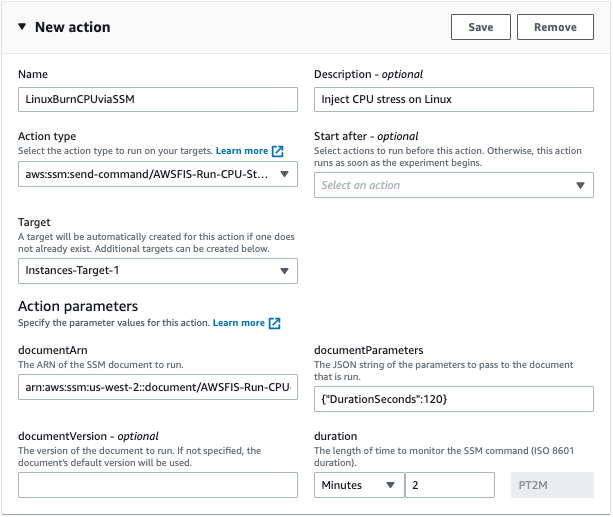 New action
Save
Remove
Name
LinuxBurnCPUviaSSM
Description - optional
Inject CPU stress on Linux
Action type
Select the action type to run on your targets. Learn more
aws:ssm:send-command/AWSFIS-Run-CPU-St...
Start after - optional
Select actions to run before this action. Otherwise, this action
runs as soon as the experiment begins.
Select an action
Target
A target will be automatically created for this action if one does
not already exist. Additional targets can be created below.
Instances-Target-1
Action parameters
Specify the parameter values for this action. Learn more
documentArn
The ARN of the SSM document to run.
arn:aws:ssm:us-west-2::document/AWSFIS-Run-CPU-
documentParameters
The JSON string of the parameters to pass to the document
that is run.
{"DurationSeconds":120}
documentVersion - optional
The version of the document to run. If not specified, the
document's default version will be used.
duration
The length of time to monitor the SSM command (ISO 8601
duration).
Minutes
2
PT2M